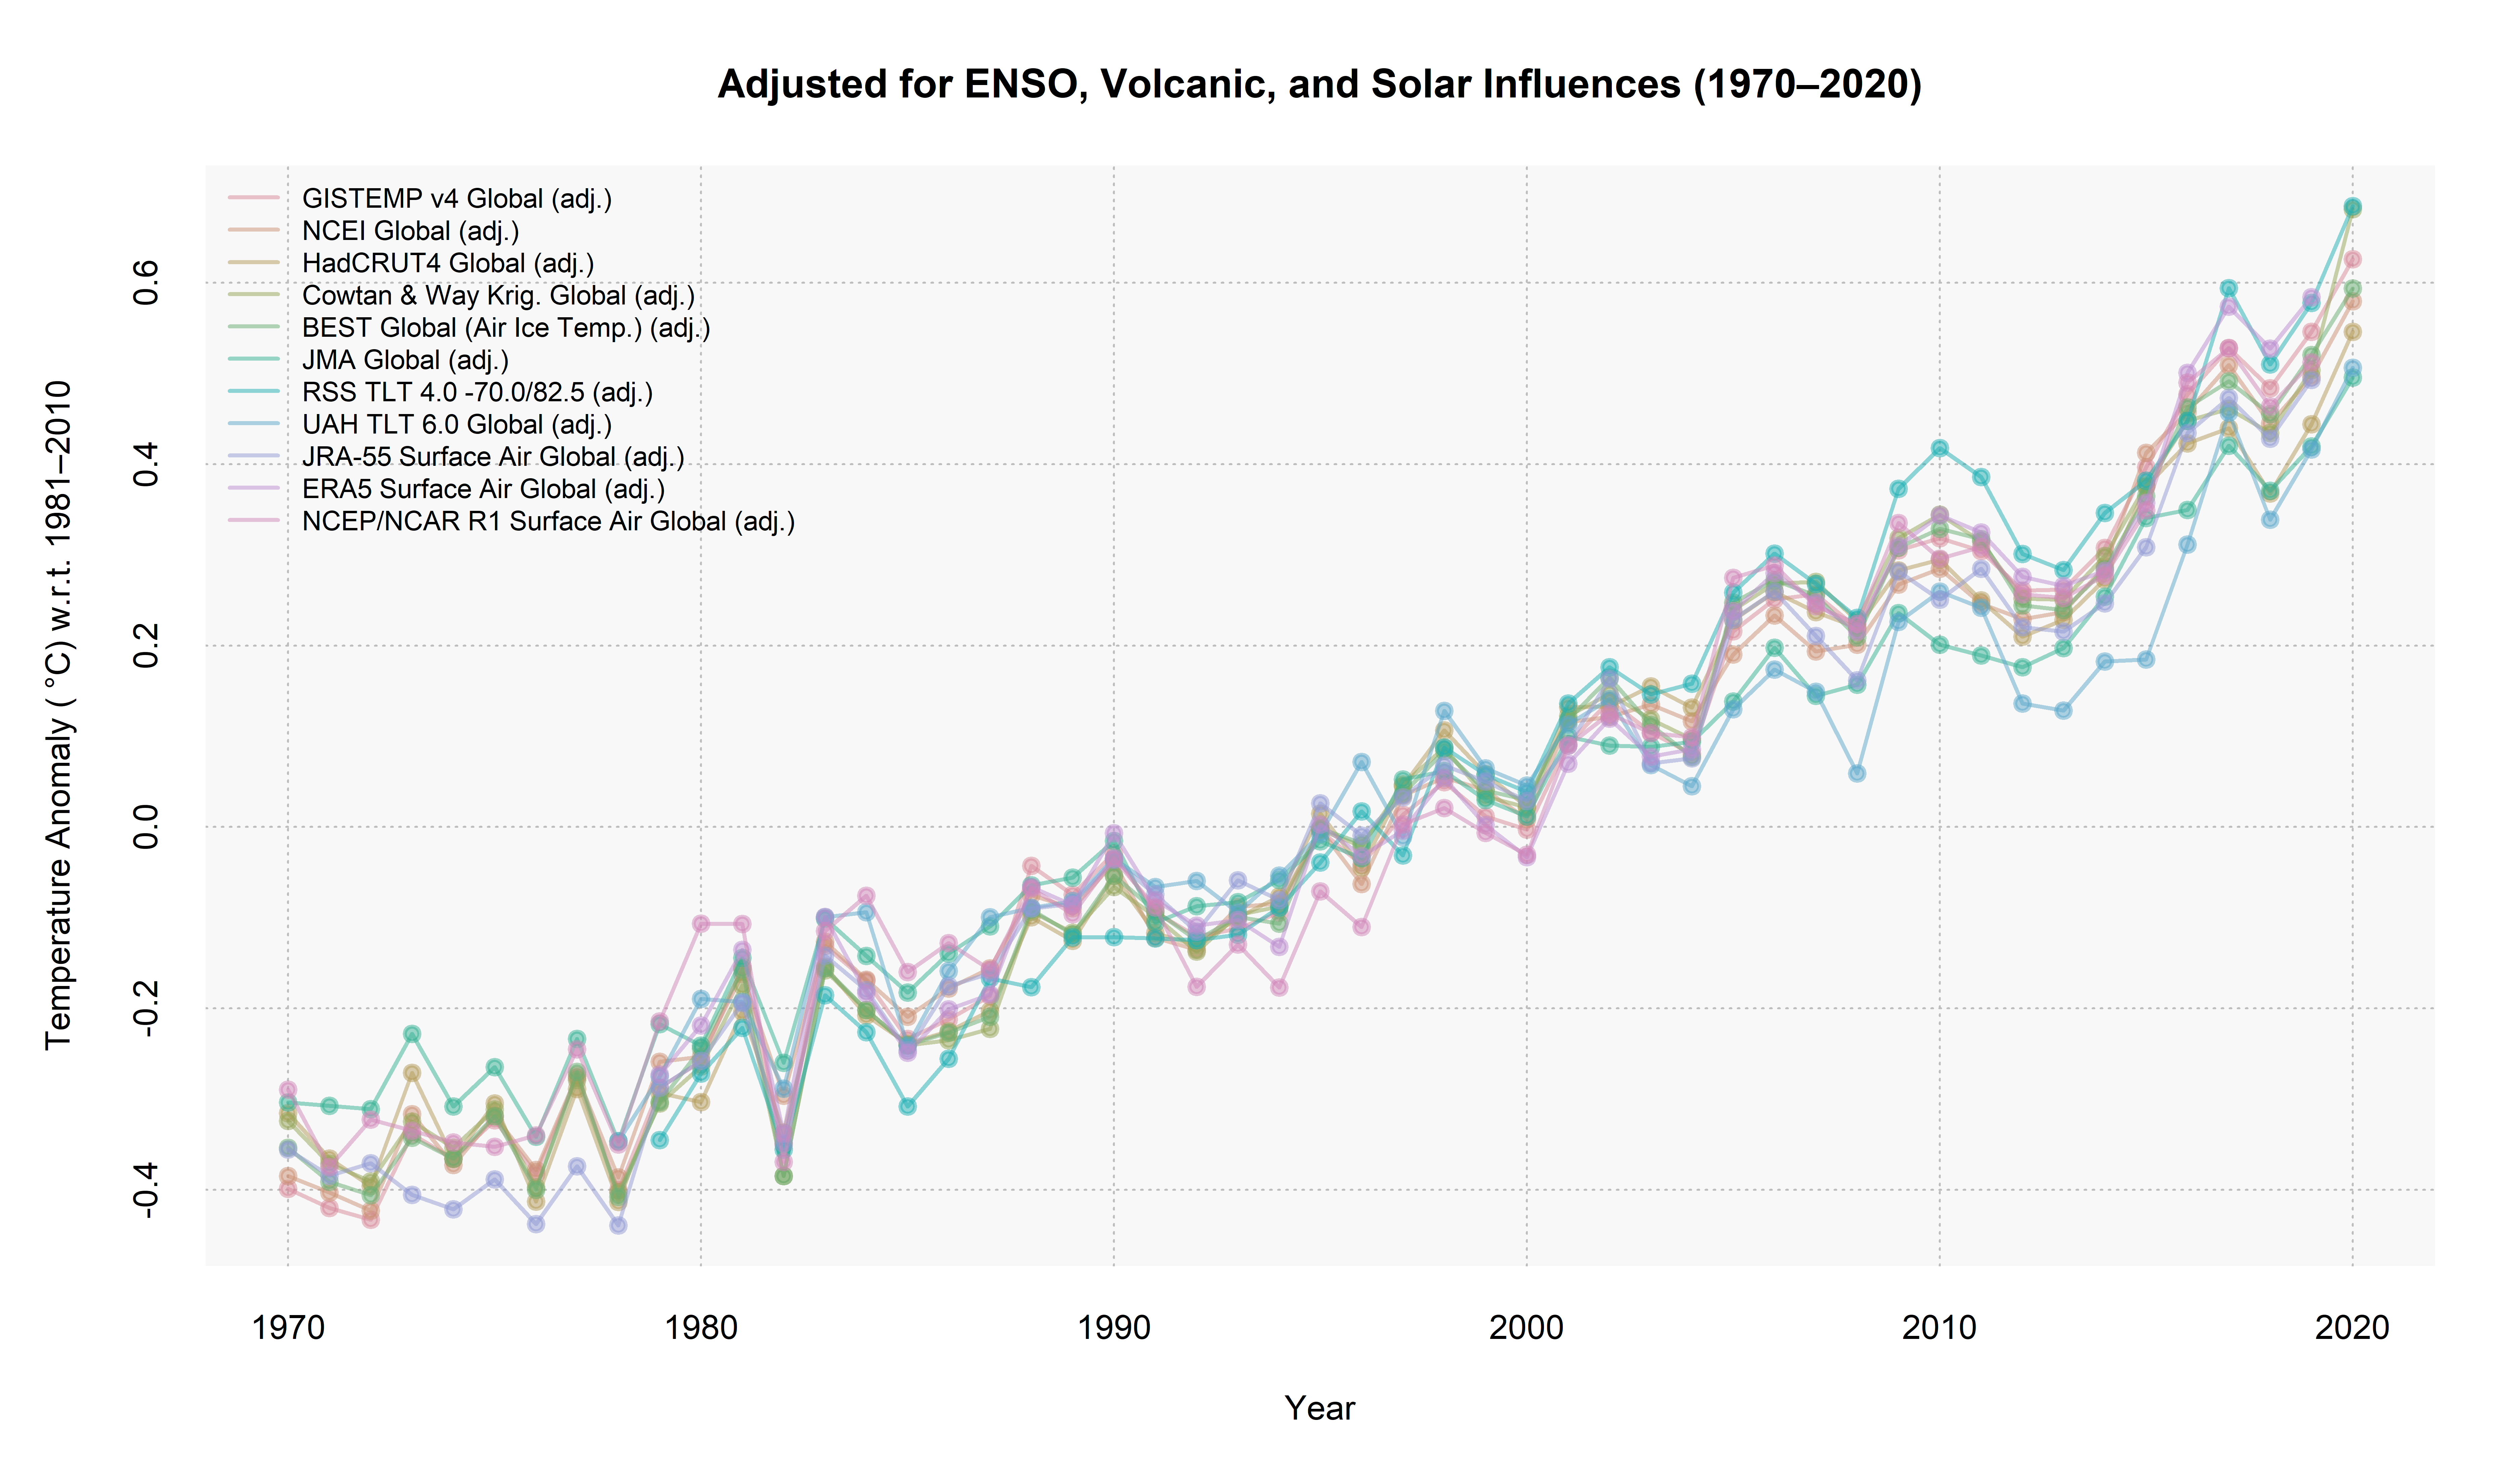 Adjusted for ENSO, Volcanic, and Solar Influences (1970–2020)
GISTEMP v4 Global (adj.)
NCEI Global (adj.)
HadCRUT4 Global (adj.)
Cowtan & Way Krig. Global (adj.)
BEST Global (Air Ice Temp.) (adj.)
JMA Global (adj.)
RSS TLT 4.0 -70.0/82.5 (adj.)
UAH TLT 6.0 Global (adj.)
JRA-55 Surface Air Global (adj.)
ERA5 Surface Air Global (adj.)
NCEP/NCAR R1 Surface Air Global (adj.)
Temperature Anomaly ( °C) w.r.t. 1981–2010
0.6
0.4
0.2
0.0
-0.2
-0.4
1970 1980 1990 2000 2010 2020
Year